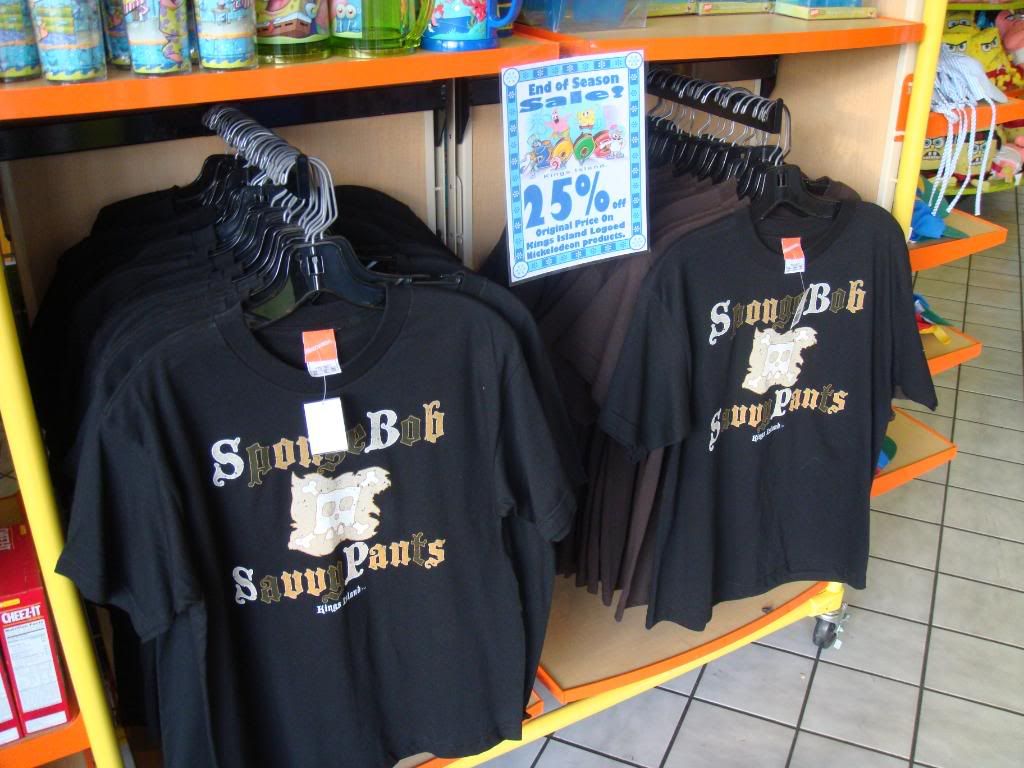 End of Season
Sale!
Kings Island
25% off
Original Price On
Kings Island Logoed
Nickelodeon products.
SpongeBob
SavvyPants
Kings Island
SpongeBob
SavvyPants
Kings Island
CHEEZ-IT